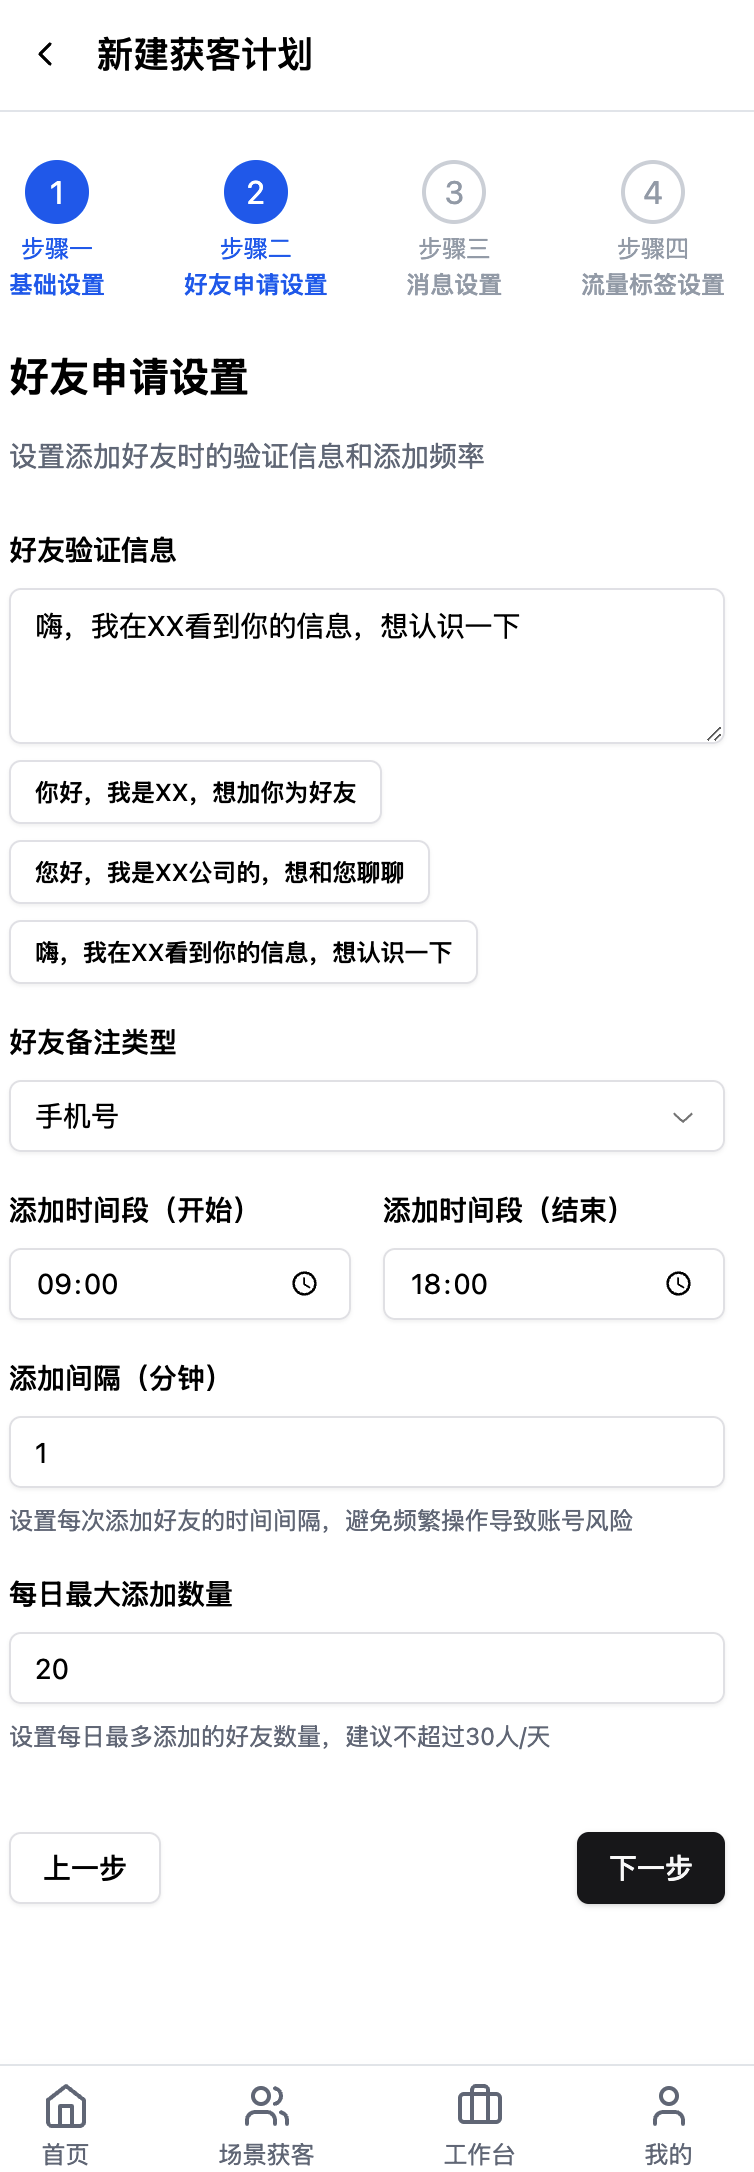 新建获客计划
1
2
3
4
步骤一
步骤二
步骤三
步骤四
基础设置
好友申请设置
消息设置
流量标签设置
好友申请设置
设置添加好友时的验证信息和添加频率
好友验证信息
嗨，我在XX看到你的信息，想认识一下
你好，我是XX，想加你为好友
您好，我是XX公司的，想和您聊聊
嗨，我在XX看到你的信息，想认识一下
好友备注类型
手机号
添加时间段（开始）
添加时间段（结束）
09:00
18:00
添加间隔（分钟）
1
设置每次添加好友的时间间隔，避免频繁操作导致账号风险
每日最大添加数量
20
设置每日最多添加的好友数量，建议不超过30人/天
上一步
下一步
首页
场景获客
工作台
我的